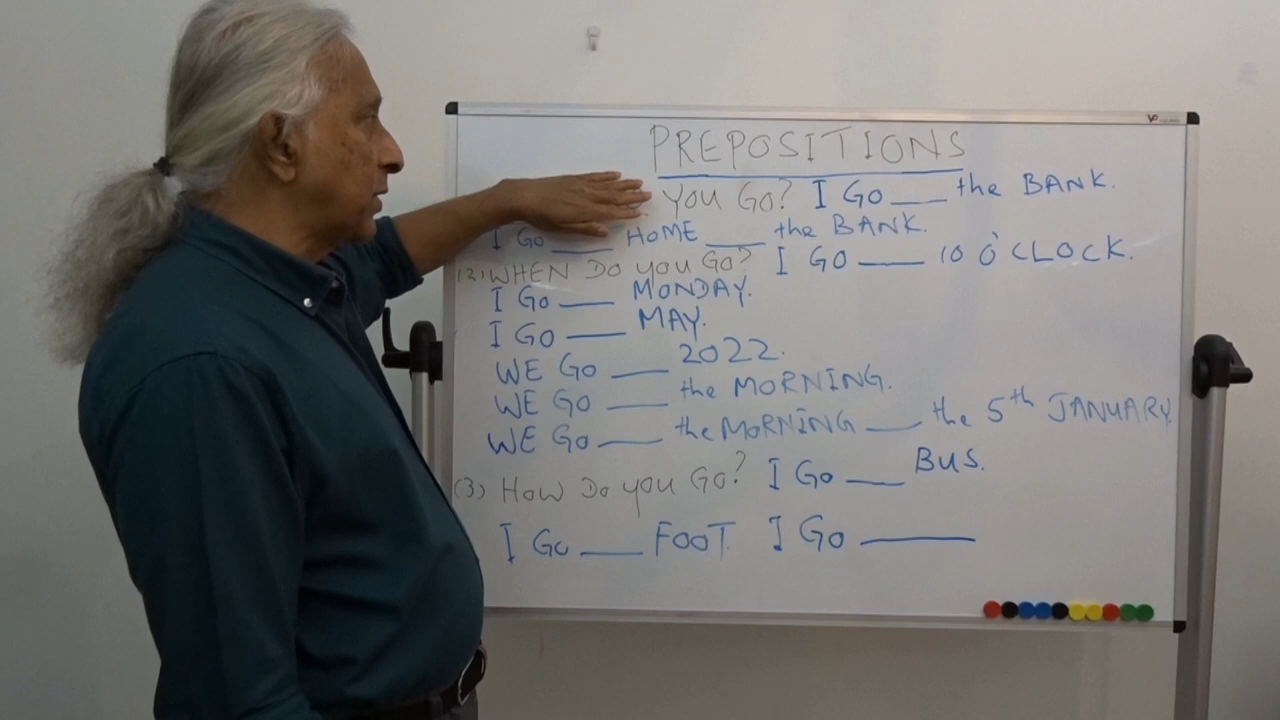 PREPOSITIONS
YOU GO? I GO ___ the BANK.
I GO ___ HOME ___ the BANK.
(2) WHEN DO YOU GO? I GO ___ 10 O'CLOCK.
I GO ___ MONDAY.
I GO ___ MAY.
WE GO ___ 2022.
WE GO ___ the MORNING.
WE GO ___ the MORNING ___ the 5th JANUARY.
(3) HOW DO YOU GO? I GO ___ BUS.
I GO ___ FOOT. I GO ___